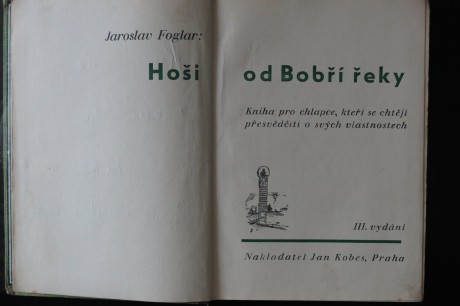 Jaroslav Foglar:
Hoši od Bobří řeky
Kniha pro chlapce, kteří se chtějí
přesvědčiti o svých vlastnostech
III. vydání
Nakladatel Jan Kobes, Praha